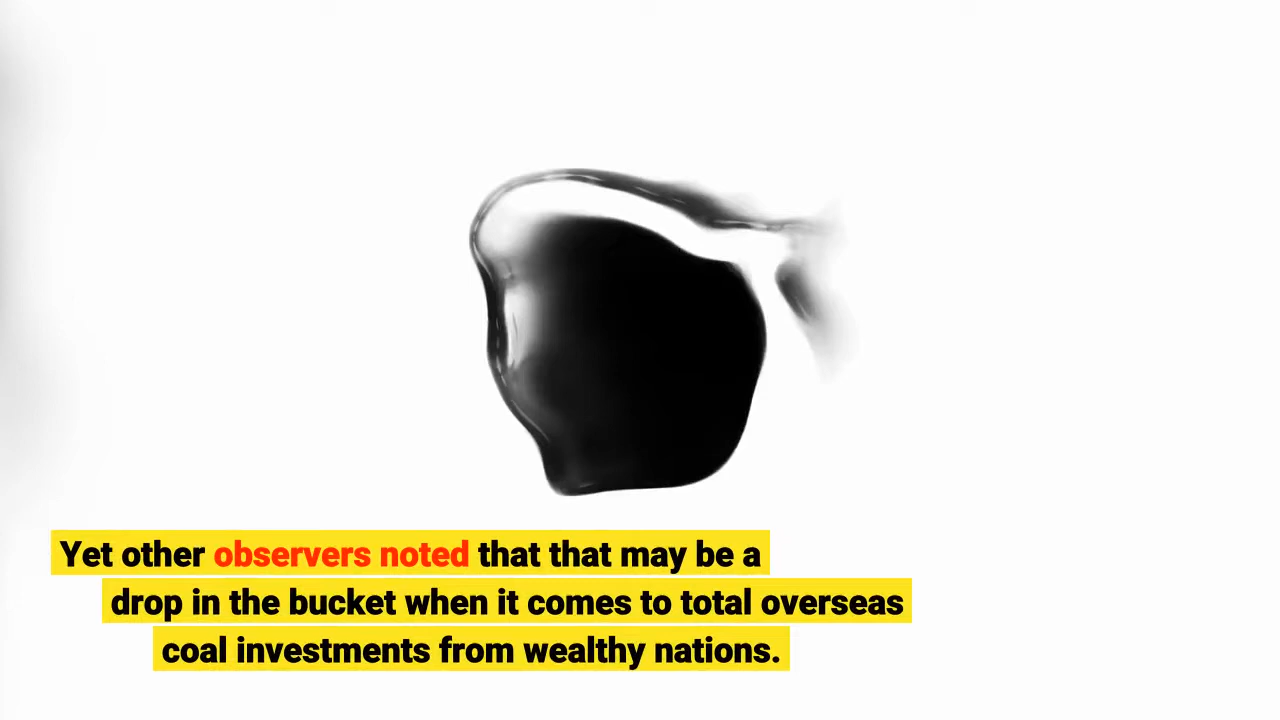 Yet other observers noted that that may be a
drop in the bucket when it comes to total overseas
coal investments from wealthy nations.